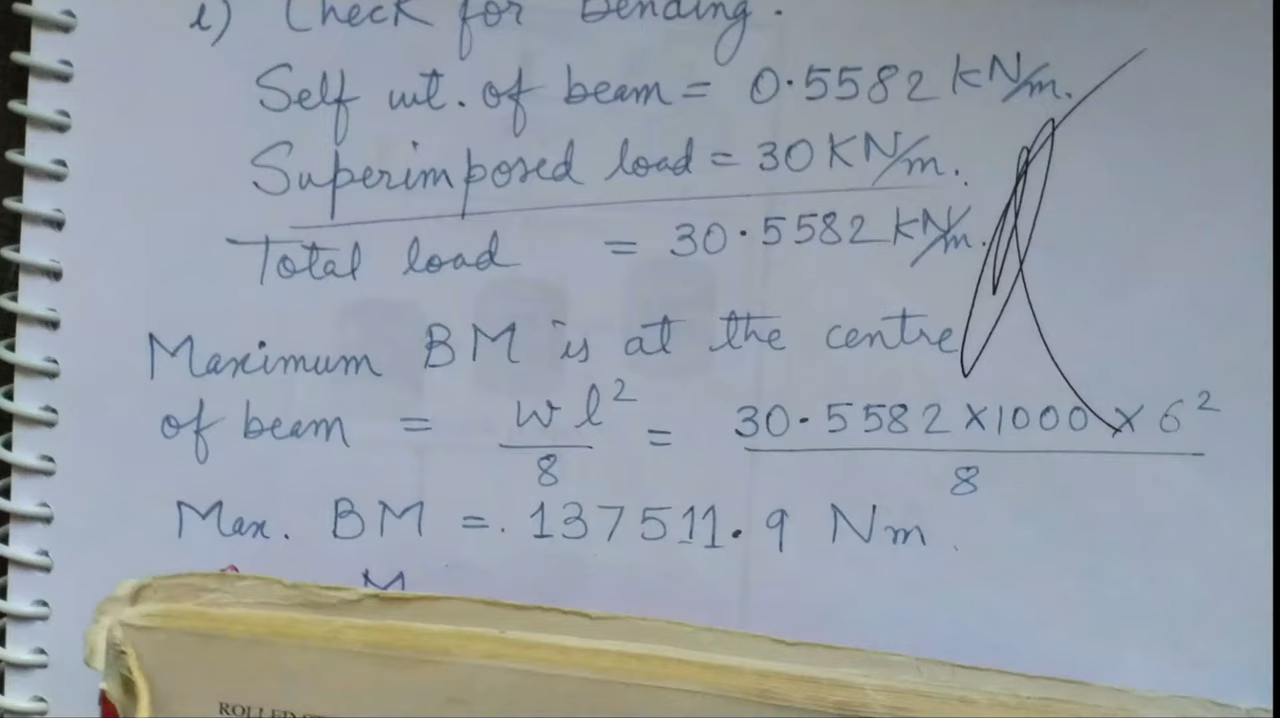 i) Check for bending.
Self wt. of beam = 0.5582 kN/m.
Superimposed load = 30 KN/m.
Total load = 30.5582 kN/m.
Maximum BM is at the centre
of beam = wl²/8 = 30.5582 X1000 X 6²/8
Max. BM =. 137511.9 Nm.
M